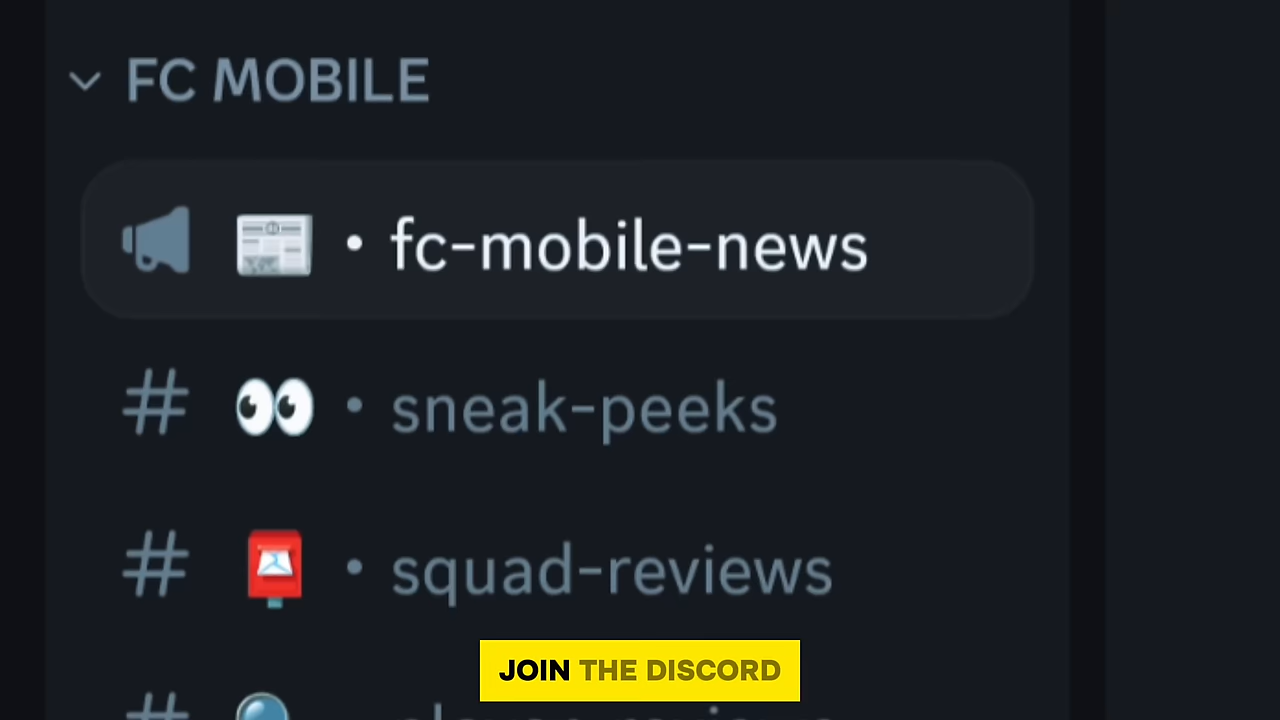 FC MOBILE
📰 • fc-mobile-news
# 👀 • sneak-peeks
# 📮 • squad-reviews
JOIN THE DISCORD